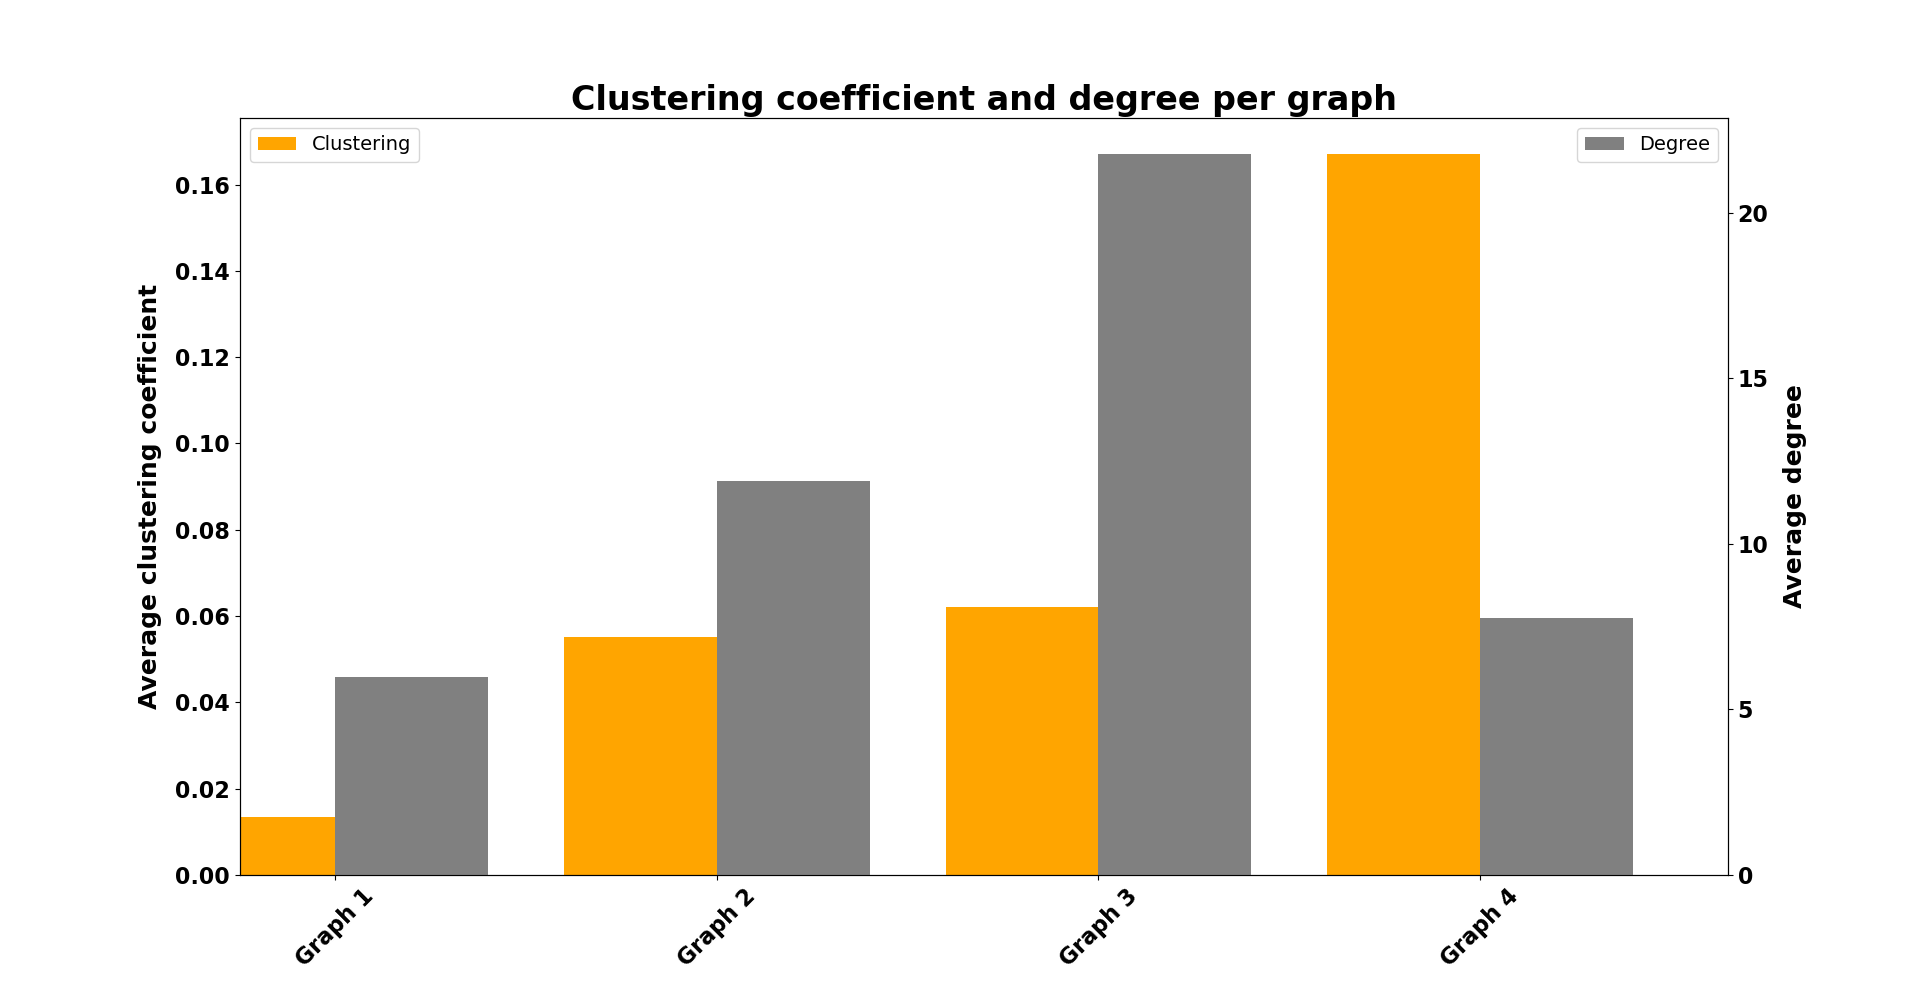 Clustering coefficient and degree per graph
Clustering
Degree
Average clustering coefficient
0.16
0.14
0.12
0.10
0.08
0.06
0.04
0.02
0.00
20
15
10
5
0
Average degree
Graph 1
Graph 2
Graph 3
Graph 4